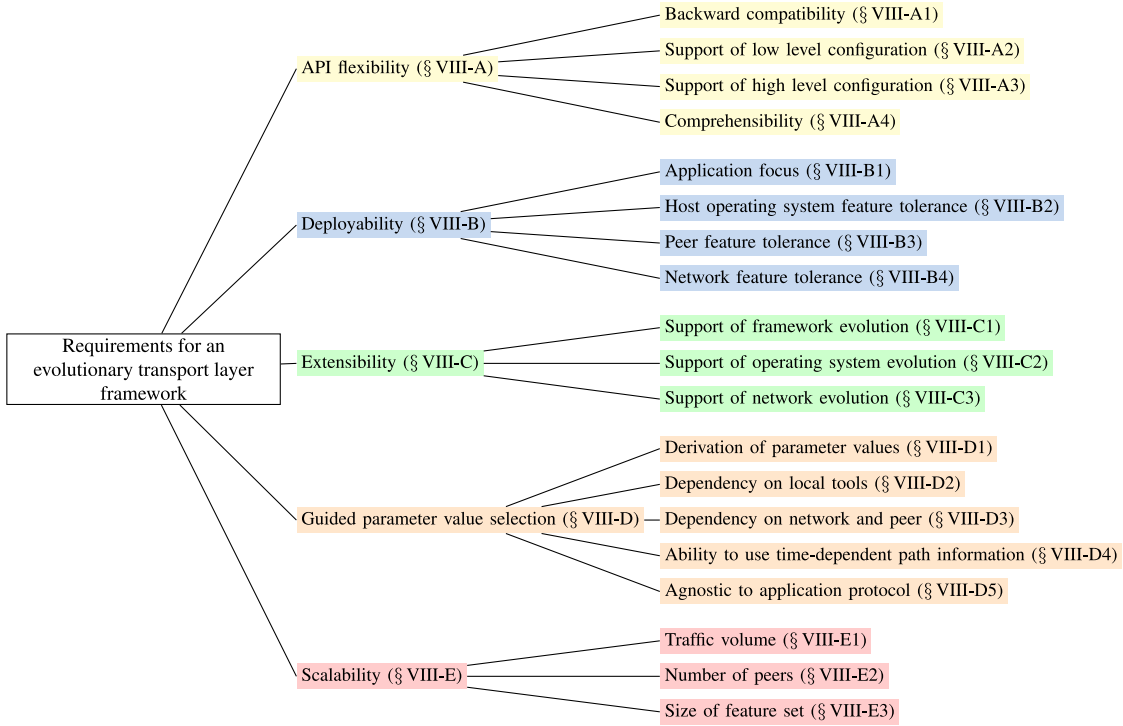 Requirements for an
evolutionary transport layer
framework
API flexibility (§ VIII-A)
Backward compatibility (§ VIII-A1)
Support of low level configuration (§ VIII-A2)
Support of high level configuration (§ VIII-A3)
Comprehensibility (§ VIII-A4)
Deployability (§ VIII-B)
Application focus (§ VIII-B1)
Host operating system feature tolerance (§ VIII-B2)
Peer feature tolerance (§ VIII-B3)
Network feature tolerance (§ VIII-B4)
Extensibility (§ VIII-C)
Support of framework evolution (§ VIII-C1)
Support of operating system evolution (§ VIII-C2)
Support of network evolution (§ VIII-C3)
Guided parameter value selection (§ VIII-D)
Derivation of parameter values (§ VIII-D1)
Dependency on local tools (§ VIII-D2)
Dependency on network and peer (§ VIII-D3)
Ability to use time-dependent path information (§ VIII-D4)
Agnostic to application protocol (§ VIII-D5)
Scalability (§ VIII-E)
Traffic volume (§ VIII-E1)
Number of peers (§ VIII-E2)
Size of feature set (§ VIII-E3)